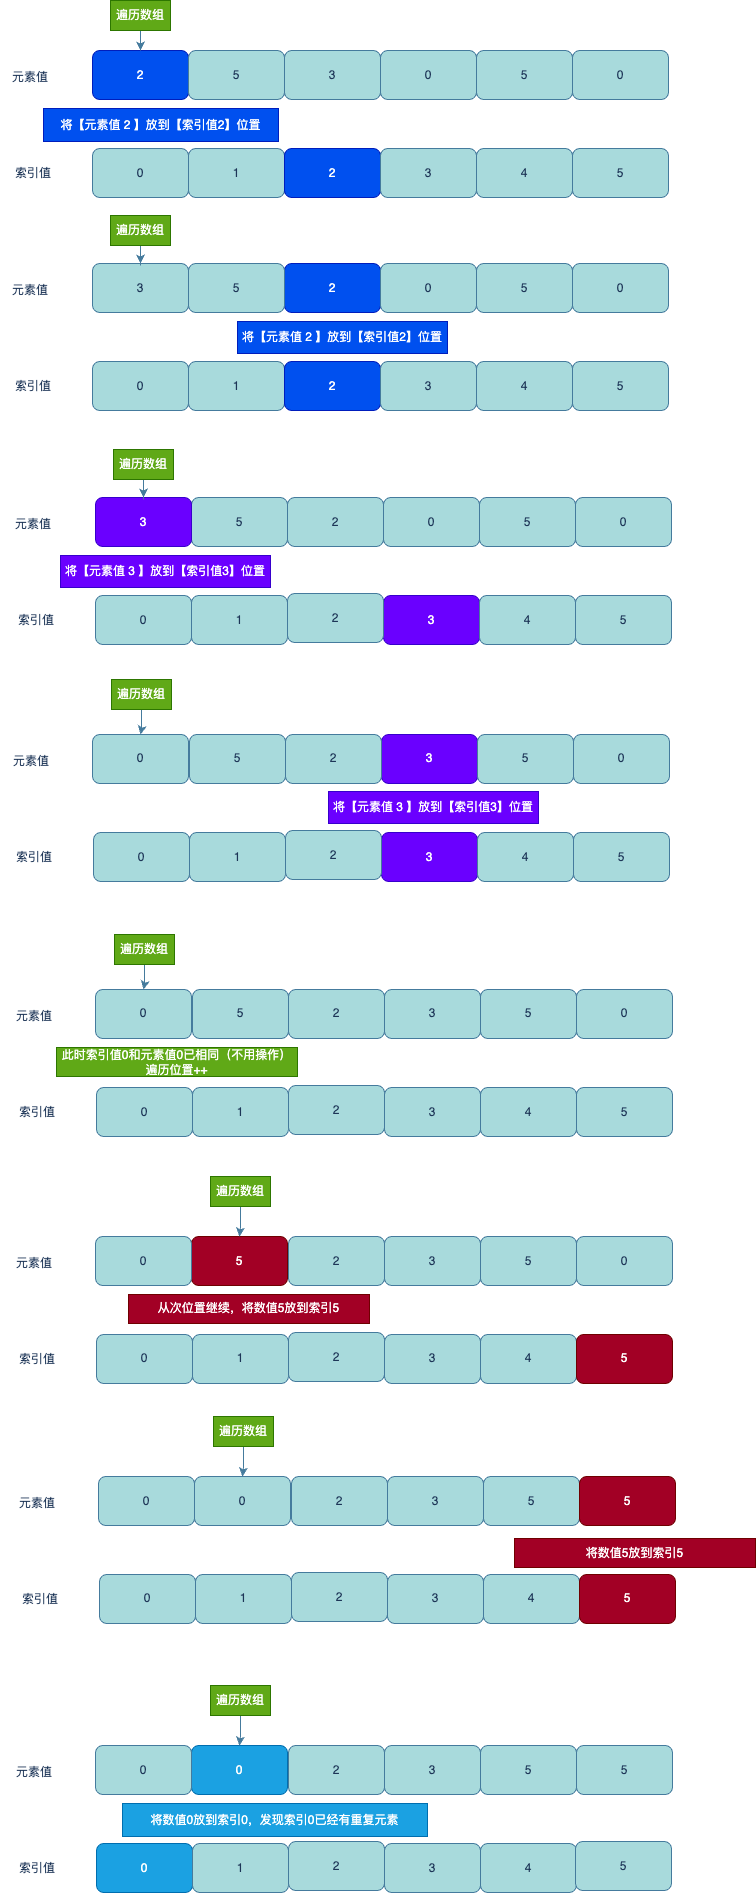 遍历数组
元素值 2 5 3 0 5 0
将【元素值 2 】放到【索引值2】位置
索引值 0 1 2 3 4 5
遍历数组
元素值 3 5 2 0 5 0
将【元素值 2 】放到【索引值2】位置
索引值 0 1 2 3 4 5
遍历数组
元素值 3 5 2 0 5 0
将【元素值 3 】放到【索引值3】位置
索引值 0 1 2 3 4 5
遍历数组
元素值 0 5 2 3 5 0
将【元素值 3 】放到【索引值3】位置
索引值 0 1 2 3 4 5
遍历数组
元素值 0 5 2 3 5 0
此时索引值0和元素值0已相同（不用操作）
遍历位置++
索引值 0 1 2 3 4 5
遍历数组
元素值 0 5 2 3 5 0
从次位置继续，将数值5放到索引5
索引值 0 1 2 3 4 5
遍历数组
元素值 0 0 2 3 5 5
将数值5放到索引5
索引值 0 1 2 3 4 5
遍历数组
元素值 0 0 2 3 5 5
将数值0放到索引0，发现索引0已经有重复元素
索引值 0 1 2 3 4 5